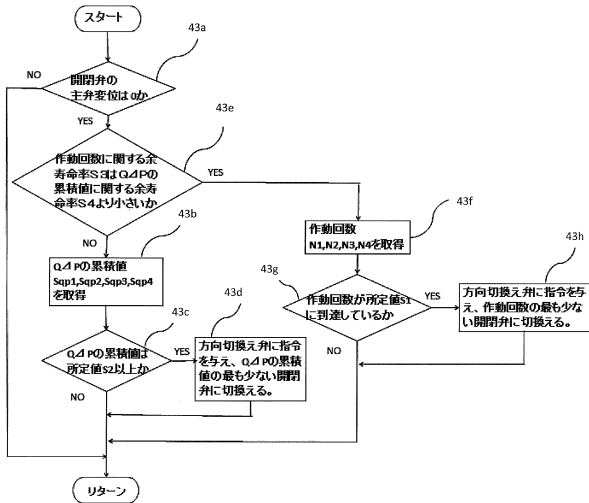 スタート
43a
開閉弁の
主弁変位は0か
NO
YES
43e
作動回数に関する余
寿命率S3はQ⊿Pの
累積値に関する余寿
命率S4より小さいか
YES
NO
43b
Q⊿Pの累積値
Sqp1,Sqp2,Sqp3,Sqp4
を取得
43f
作動回数
N1,N2,N3,N4を取得
43c
Q⊿Pの累積値は
所定値S2以上か
YES
NO
43d
方向切換え弁に指令
を与え、Q⊿Pの累積
値の最も少ない開閉
弁に切換える。
43g
作動回数が所定値S1
に到達しているか
YES
NO
43h
方向切換え弁に指令を与
え、作動回数の最も少な
い開閉弁に切換える。
リターン